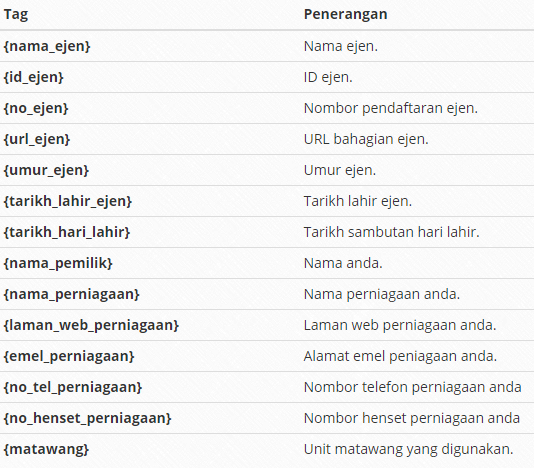 Tag Penerangan
{nama_ejen} Nama ejen.
{id_ejen} ID ejen.
{no_ejen} Nombor pendaftaran ejen.
{url_ejen} URL bahagian ejen.
{umur_ejen} Umur ejen.
{tarikh_lahir_ejen} Tarikh lahir ejen.
{tarikh_hari_lahir} Tarikh sambutan hari lahir.
{nama_pemilik} Nama anda.
{nama_perniagaan} Nama perniagaan anda.
{laman_web_perniagaan} Laman web perniagaan anda.
{emel_perniagaan} Alamat emel peniagaan anda.
{no_tel_perniagaan} Nombor telefon perniagaan anda
{no_henset_perniagaan} Nombor henset perniagaan anda
{matawang} Unit matawang yang digunakan.